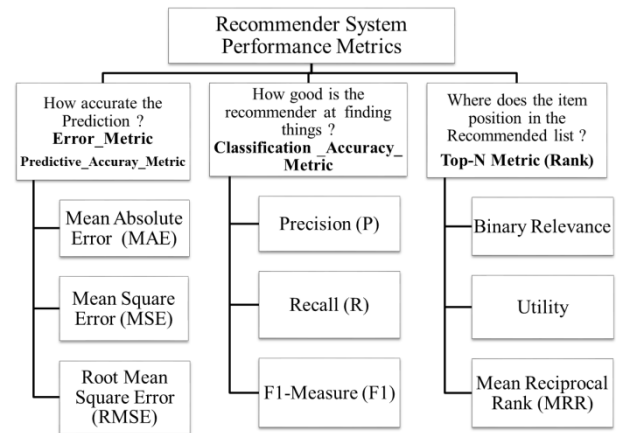 Recommender System
Performance Metrics
How accurate the
Prediction ?
Error_Metric
Predictive_Accuray_Metric
Mean Absolute
Error (MAE)
Mean Square
Error (MSE)
Root Mean
Square Error
(RMSE)
How good is the
recommender at finding
things ?
Classification _Accuracy_
Metric
Precision (P)
Recall (R)
F1-Measure (F1)
Where does the item
position in the
Recommended list ?
Top-N Metric (Rank)
Binary Relevance
Utility
Mean Reciprocal
Rank (MRR)